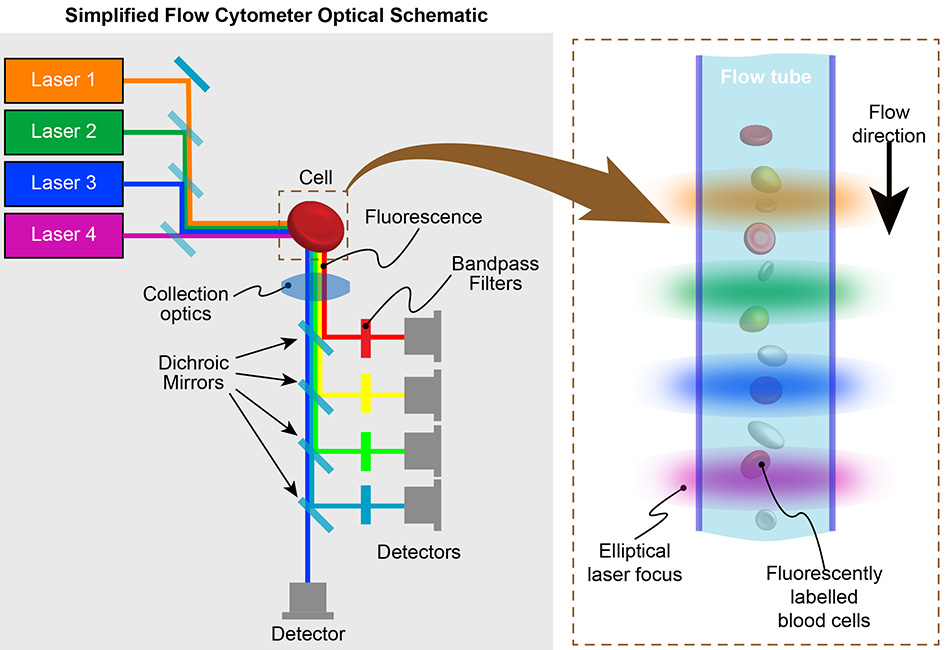 Simplified Flow Cytometer Optical Schematic
Laser 1
Laser 2
Laser 3
Laser 4
Cell
Fluorescence
Bandpass
Filters
Collection
optics
Dichroic
Mirrors
Detectors
Detector
Flow tube
Flow
direction
Elliptical
laser focus
Fluorescently
labelled
blood cells